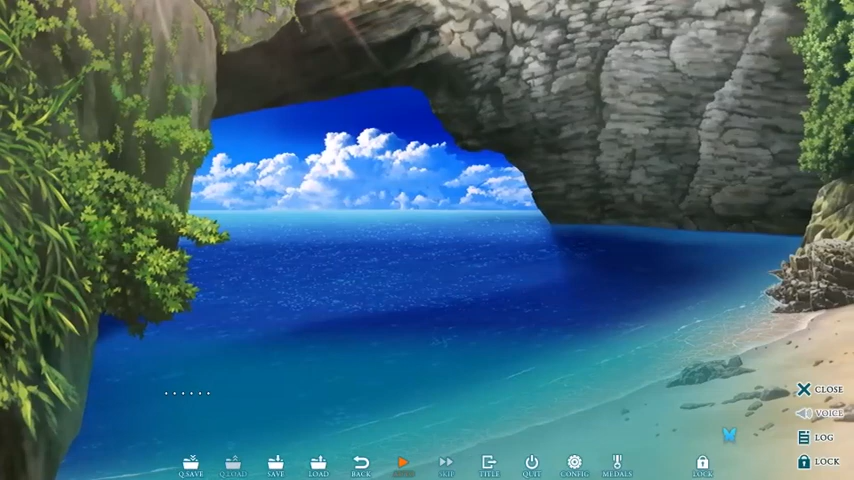 ......
CLOSE
VOICE
LOG
LOCK
Q.SAVE
Q.LOAD
SAVE
LOAD
BACK
SKIP
TITLE
QUIT
CONFIG
MEDALS
LOCK